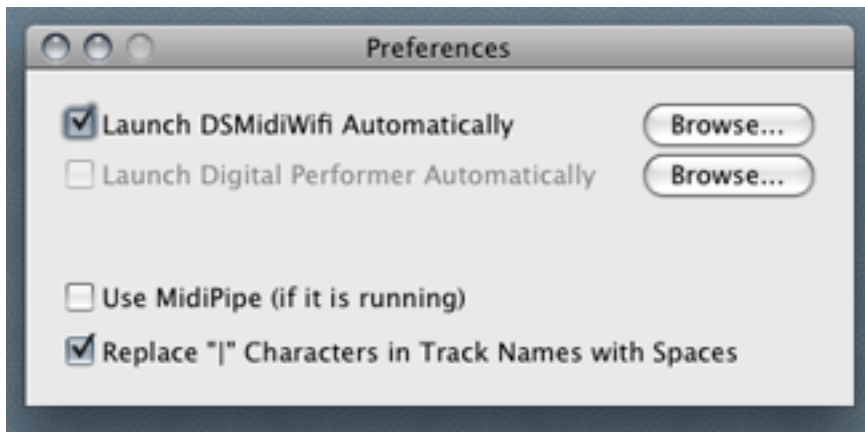 Preferences
Launch DSMidiWifi Automatically Browse...
Launch Digital Performer Automatically Browse...
Use MidiPipe (if it is running)
Replace "|" Characters in Track Names with Spaces